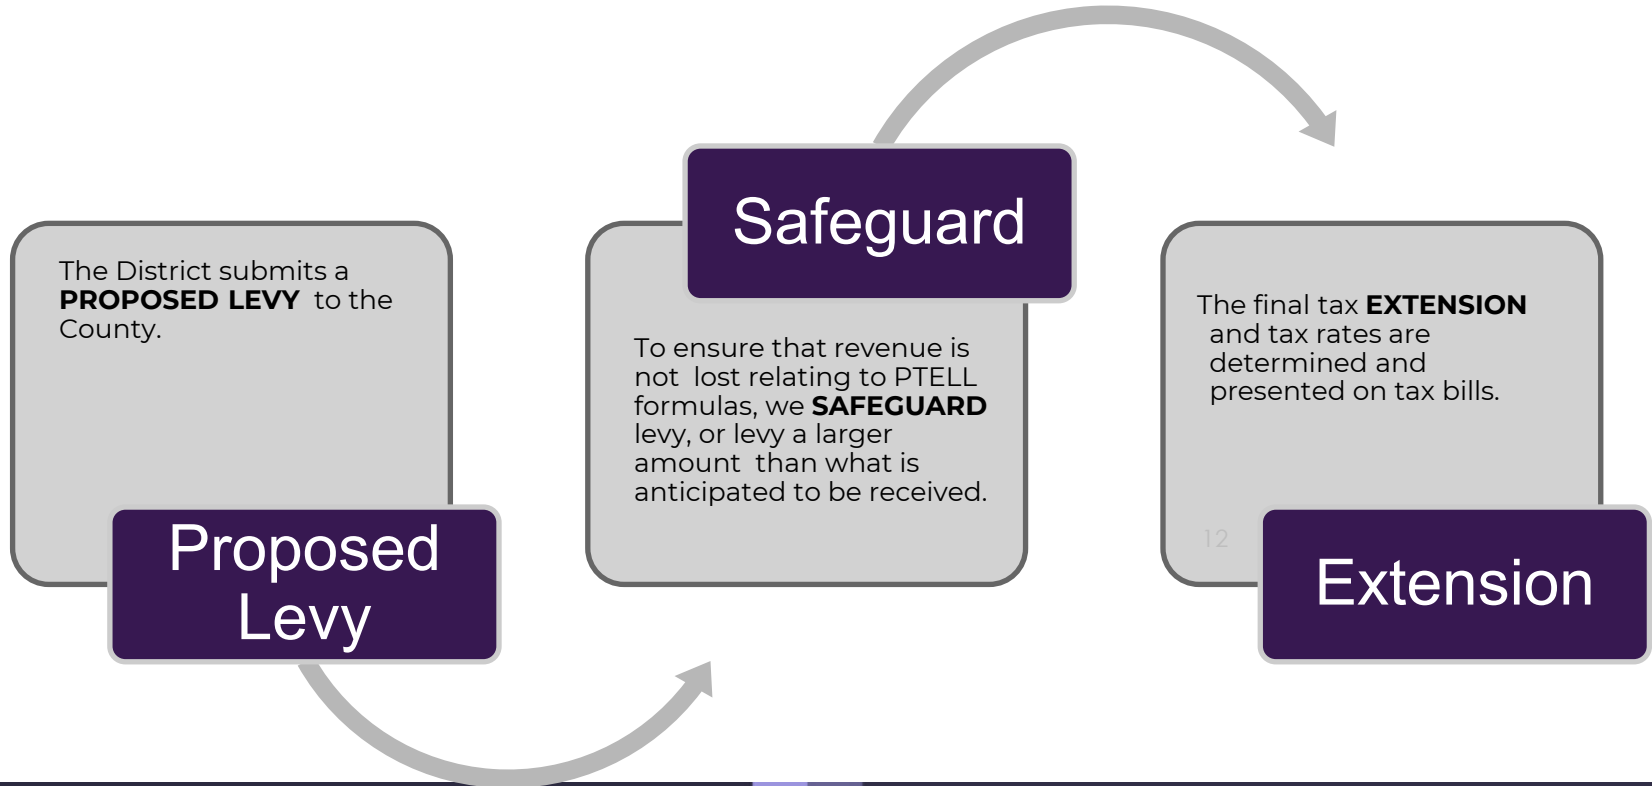 The District submits a
PROPOSED LEVY  to the
County.
Proposed
Levy
Safeguard
To ensure that revenue is
not  lost relating to PTELL
formulas, we SAFEGUARD
levy, or levy a larger
amount  than what is
anticipated to be received.
The final tax EXTENSION
and tax rates are
determined and
presented on tax bills.
12
Extension